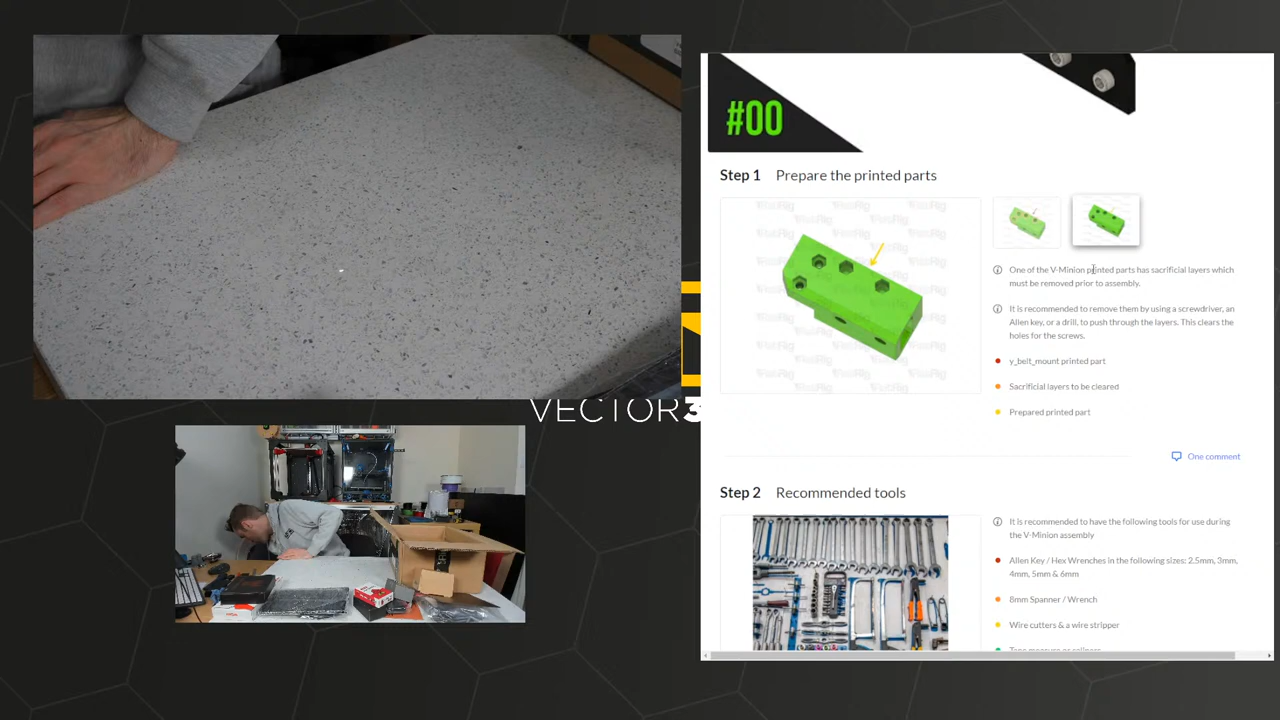 #00
Step 1 Prepare the printed parts
One of the V-Minion printed parts has sacrificial layers which
must be removed prior to assembly.
It is recommended to remove them by using a screwdriver, an
Allen key, or a drill, to push through the layers. This clears the
holes for the screws.
y_belt_mount printed part
Sacrificial layers to be cleared
Prepared printed part
VECTOR3
One comment
Step 2 Recommended tools
It is recommended to have the following tools for use during
the V-Minion assembly
Allen Key / Hex Wrenches in the following sizes: 2.5mm, 3mm,
4mm, 5mm & 6mm
8mm Spanner / Wrench
Wire cutters & a wire stripper